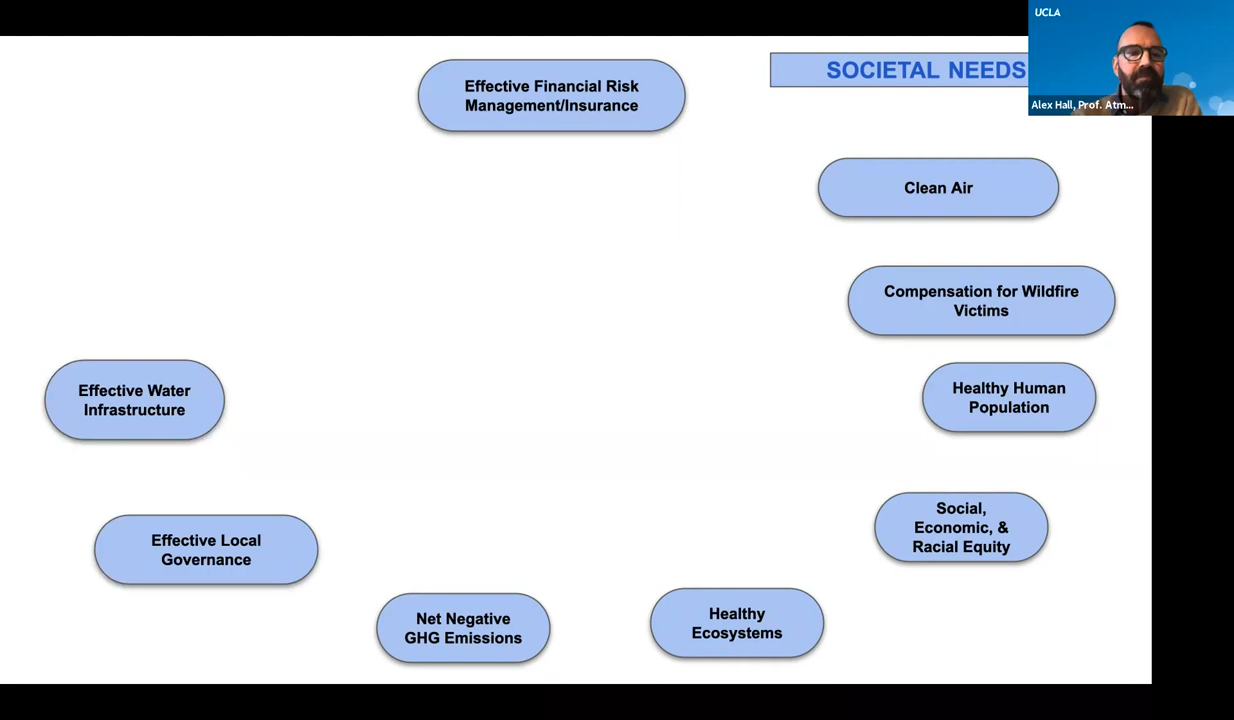 UCLA
Alex Hall, Prof. Atm...
SOCIETAL NEEDS
Effective Financial Risk
Management/Insurance
Clean Air
Compensation for Wildfire
Victims
Effective Water
Infrastructure
Healthy Human
Population
Social,
Economic, &
Racial Equity
Effective Local
Governance
Net Negative
GHG Emissions
Healthy
Ecosystems